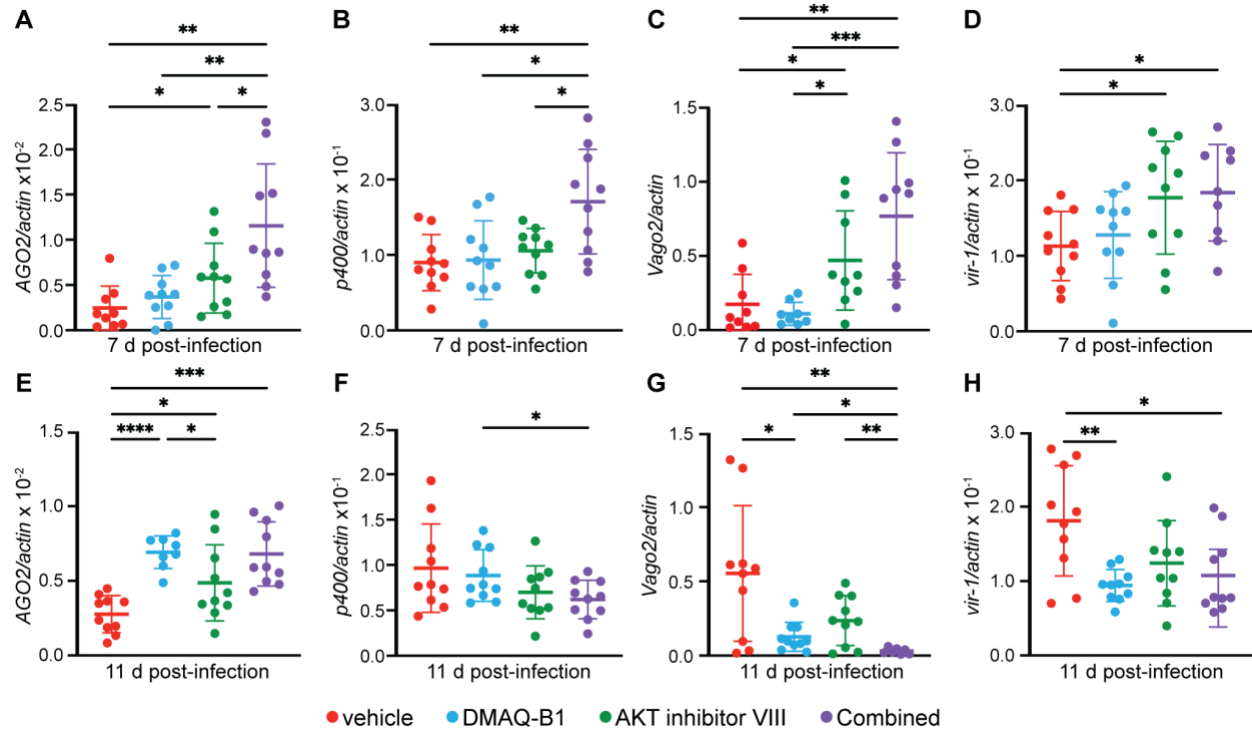 A
**
**
*
*
AGO2/actin x10-2
2.5
2.0
1.5
1.0
0.5
0.0
7 d post-infection
B
**
*
*
p400/actin x 10-1
3.0
2.0
1.0
0.0
7 d post-infection
C
**
***
*
*
Vago2/actin
1.5
1.0
0.5
0.0
7 d post-infection
D
*
*
vir-1/actin x 10-1
3.0
2.0
1.0
0.0
7 d post-infection
E
***
*
****
*
AGO2/actin x 10-2
1.5
1.0
0.5
0.0
11 d post-infection
F
*
p400/actin x10-1
2.5
2.0
1.5
1.0
0.5
0.0
11 d post-infection
G
**
*
*
**
Vago2/actin
1.5
1.0
0.5
0.0
11 d post-infection
H
*
**
vir-1/actin x 10-1
3.0
2.0
1.0
0.0
11 d post-infection
vehicle DMAQ-B1 AKT inhibitor VIII Combined